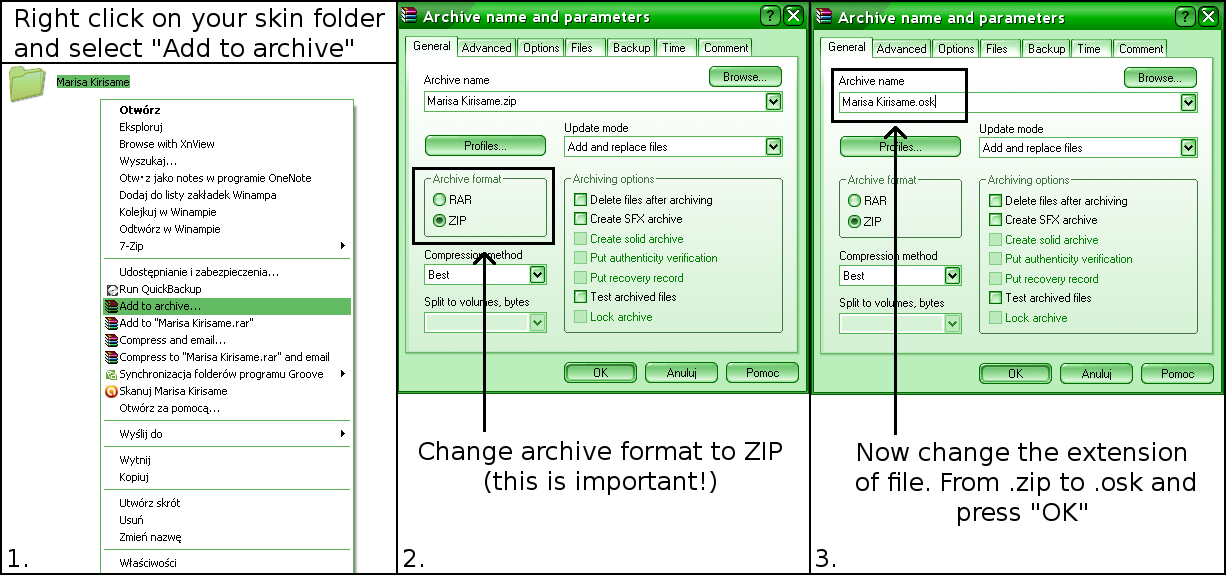 Right click on your skin folder
and select "Add to archive"
Marisa Kirisame
Otwórz
Eksploruj
Browse with XnView
Wyszukaj...
Otw·z jako notes w programie OneNote
Dodaj do listy zakładek Winampa
Kolejkuj w Winampie
Odtwórz w Winampie
7-Zip
Udostępnianie i zabezpieczenia...
Run QuickBackup
Add to archive...
Add to "Marisa Kirisame.rar"
Compress and email...
Compress to "Marisa Kirisame.rar" and email
Synchronizacja folderów programu Groove
Skanuj Marisa Kirisame
Otwórz za pomocą...
Wyślij do
Wytnij
Kopiuj
Utwórz skrót
Usuń
Zmień nazwę
Właściwości
1.
Archive name and parameters
General Advanced Options Files Backup Time Comment
Archive name
Browse...
Marisa Kirisame.zip
Update mode
Profiles...
Add and replace files
Archive format
RAR
ZIP
Compression method
Best
Split to volumes, bytes
Archiving options
Delete files after archiving
Create SFX archive
Create solid archive
Put authenticity verification
Put recovery record
Test archived files
Lock archive
OK Anuluj Pomoc
Change archive format to ZIP
(this is important!)
2.
Archive name and parameters
General Advanced Options Files Backup Time Comment
Archive name
Browse...
Marisa Kirisame.osk
Update mode
Profiles...
Add and replace files
Archive format
RAR
ZIP
Compression method
Best
Split to volumes, bytes
Archiving options
Delete files after archiving
Create SFX archive
Create solid archive
Put authenticity verification
Put recovery record
Test archived files
Lock archive
OK Anuluj Pomoc
Now change the extension
of file. From .zip to .osk and
press "OK"
3.